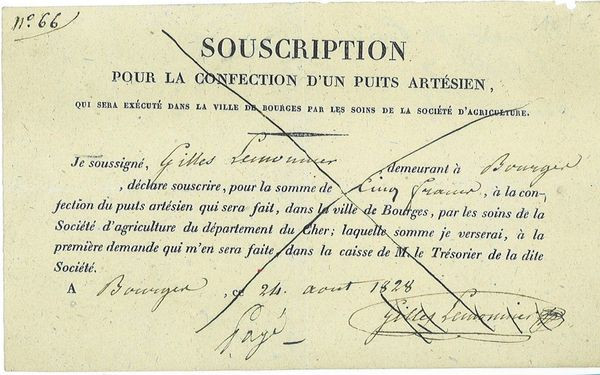 n.° 66
SOUSCRIPTION
POUR LA CONFECTION D'UN PUITS ARTÉSIEN,
QUI SERA EXÉCUTÉ DANS LA VILLE DE BOURGES PAR LES SOINS DE LA SOCIÉTÉ D'AGRICULTURE.
Je soussigné, Gilles Lemonnier demeurant à Bourges
, déclare souscrire, pour la somme de Cinq francs, à la con-
fection du puits artésien qui sera fait, dans la ville de Bourges, par les soins de la
Société d'agriculture du département du Cher; laquelle somme je verserai, à la
première demande qui m'en sera faite, dans la caisse de M. le Trésorier de la dite
Société.
A Bourges, ce 24 aout 1828
Payé
Gilles Lemonnier